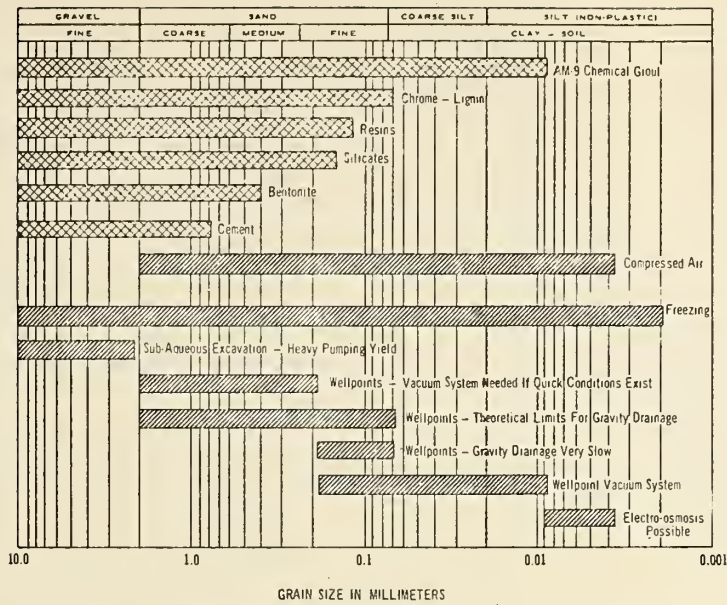 GRAVEL SAND COARSE SILT SILT (NON-PLASTIC)
FINE COARSE MEDIUM FINE CLAY - SOIL
AM-9 Chemical Grout
Chrome - Lignin
Resins
Silicates
Bentonite
Cement
Compressed Air
Freezing
Sub-Aqueous Excavation - Heavy Pumping Yield
Wellpoints - Vacuum System Needed If Quick Conditions Exist
Wellpoints - Theoretical Limits For Gravity Drainage
Wellpoints - Gravity Drainage Very Slow
Wellpoint Vacuum System
Electro-osmosis
Possible
10.0 1.0 0.1 0.01 0.001
GRAIN SIZE IN MILLIMETERS